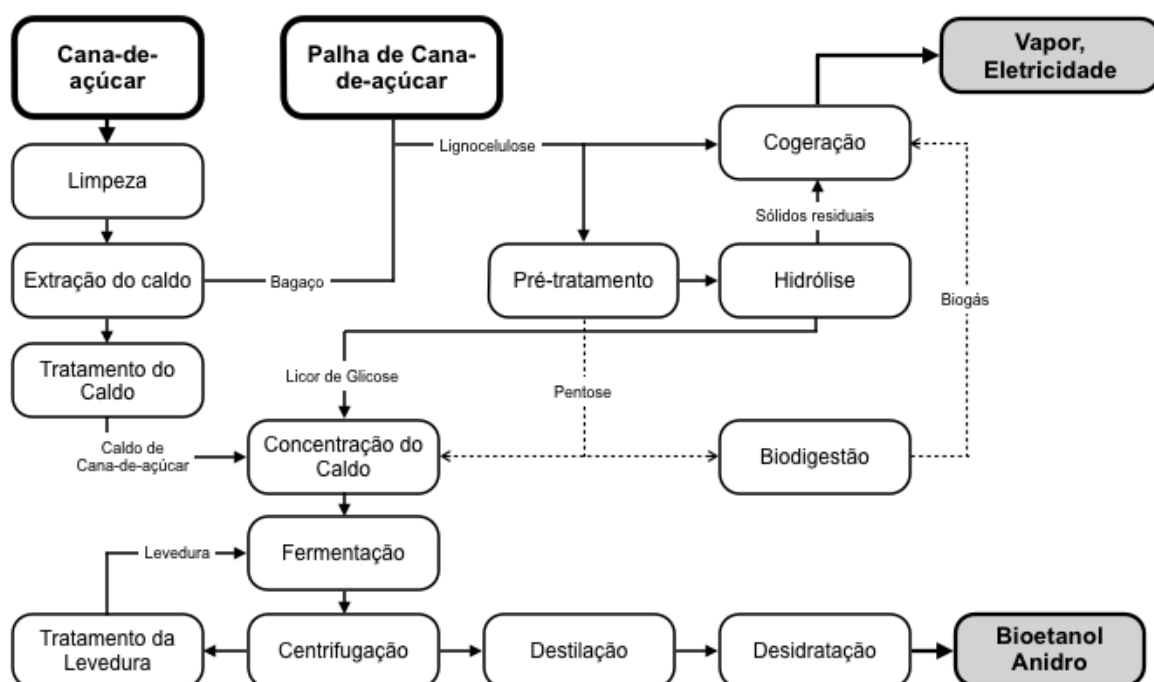 Cana-de-
açúcar
Palha de Cana-
de-açúcar
Vapor,
Eletricidade
Lignocelulose
Cogeração
Limpeza
Sólidos residuais
Extração do caldo
Bagaço
Pré-tratamento
Hidrólise
Biogás
Tratamento do
Caldo
Licor de Glicose
Pentose
Caldo de
Cana-de-açúcar
Concentração do
Caldo
Biodigestão
Levedura
Fermentação
Tratamento da
Levedura
Centrifugação
Destilação
Desidratação
Bioetanol
Anidro